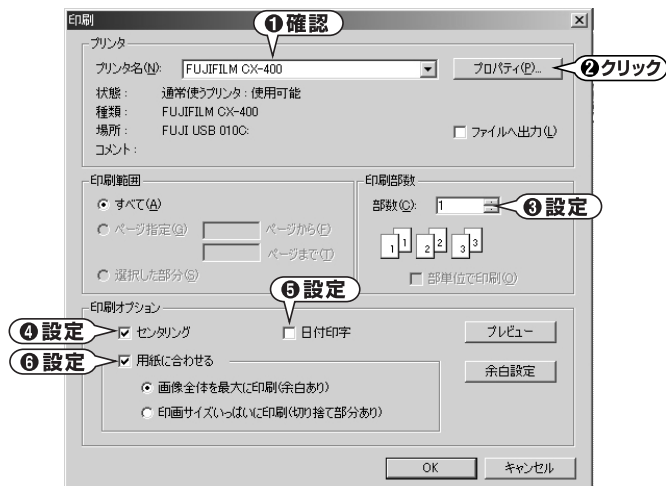 印刷
❶確認
プリンタ
プリンタ名(N): FUJIFILM CX-400 プロパティ(P)... ❷クリック
状態: 通常使うプリンタ : 使用可能
種類: FUJIFILM CX-400
場所: FUJI USB 010C:
コメント:
ファイルへ出力(L)
印刷範囲
すべて(A)
ページ指定(G) ページから(F)
ページまで(T)
選択した部分(S)
印刷部数
部数(C): 1 ❸設定
1 1 2 2 3 3
部単位で印刷(O)
印刷オプション
❺設定
❹設定 センタリング 日付印字 プレビュー
❻設定 用紙に合わせる 余白設定
画像全体を最大に印刷(余白あり)
印画サイズいっぱいに印刷(切り捨て部分あり)
OK キャンセル